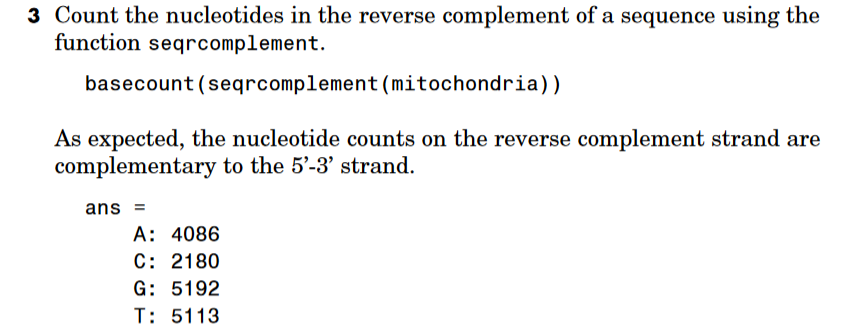 3 Count the nucleotides in the reverse complement of a sequence using the
function seqrcomplement.
basecount(seqrcomplement(mitochondria))
As expected, the nucleotide counts on the reverse complement strand are
complementary to the 5’-3’ strand.
ans =
A: 4086
C: 2180
G: 5192
T: 5113